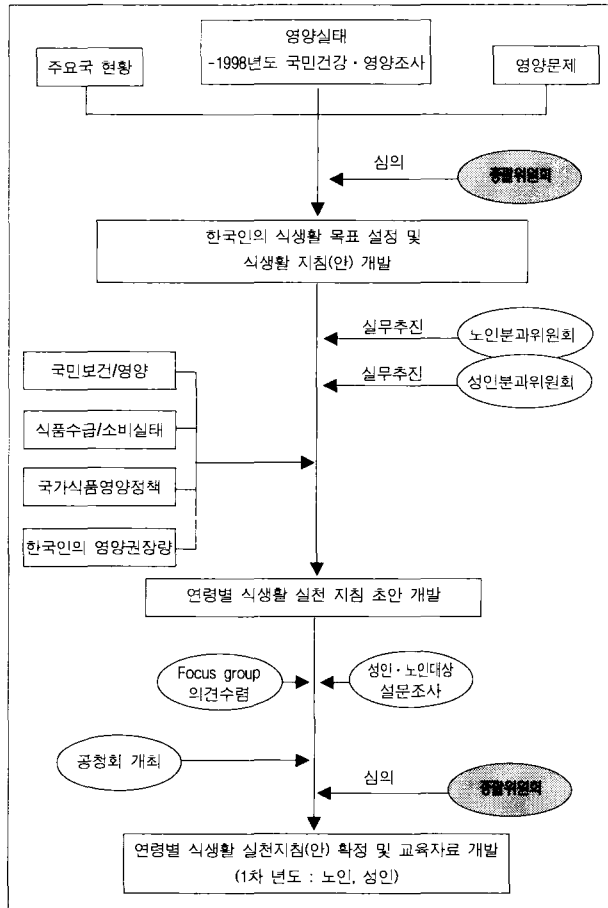 영양실태
-1998년도 국민건강・영양조사
주요국 현황
영양문제
심의
총괄위원회
한국인의 식생활 목표 설정 및
식생활 지침(안) 개발
실무추진
노인분과위원회
실무추진
성인분과위원회
국민보건/영양
식품수급/소비실태
국가식품영양정책
한국인의 영양권장량
연령별 식생활 실천 지침 초안 개발
Focus group
의견수렴
성인・노인대상
설문조사
공청회 개최
심의
총괄위원회
연령별 식생활 실천지침(안) 확정 및 교육자료 개발
(1차 년도 : 노인, 성인)